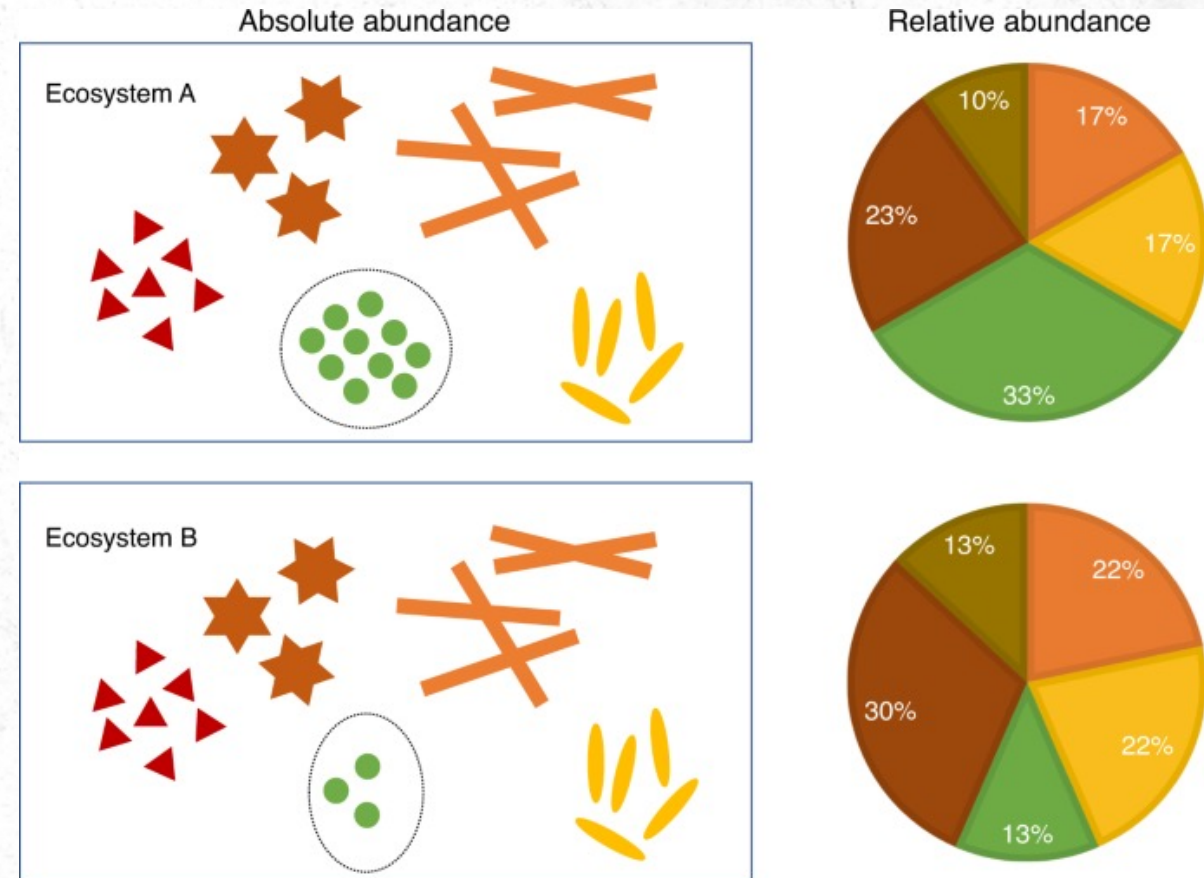 Absolute abundance
Relative abundance
Ecosystem A
10%
17%
23%
17%
33%
Ecosystem B
13%
22%
30%
22%
13%